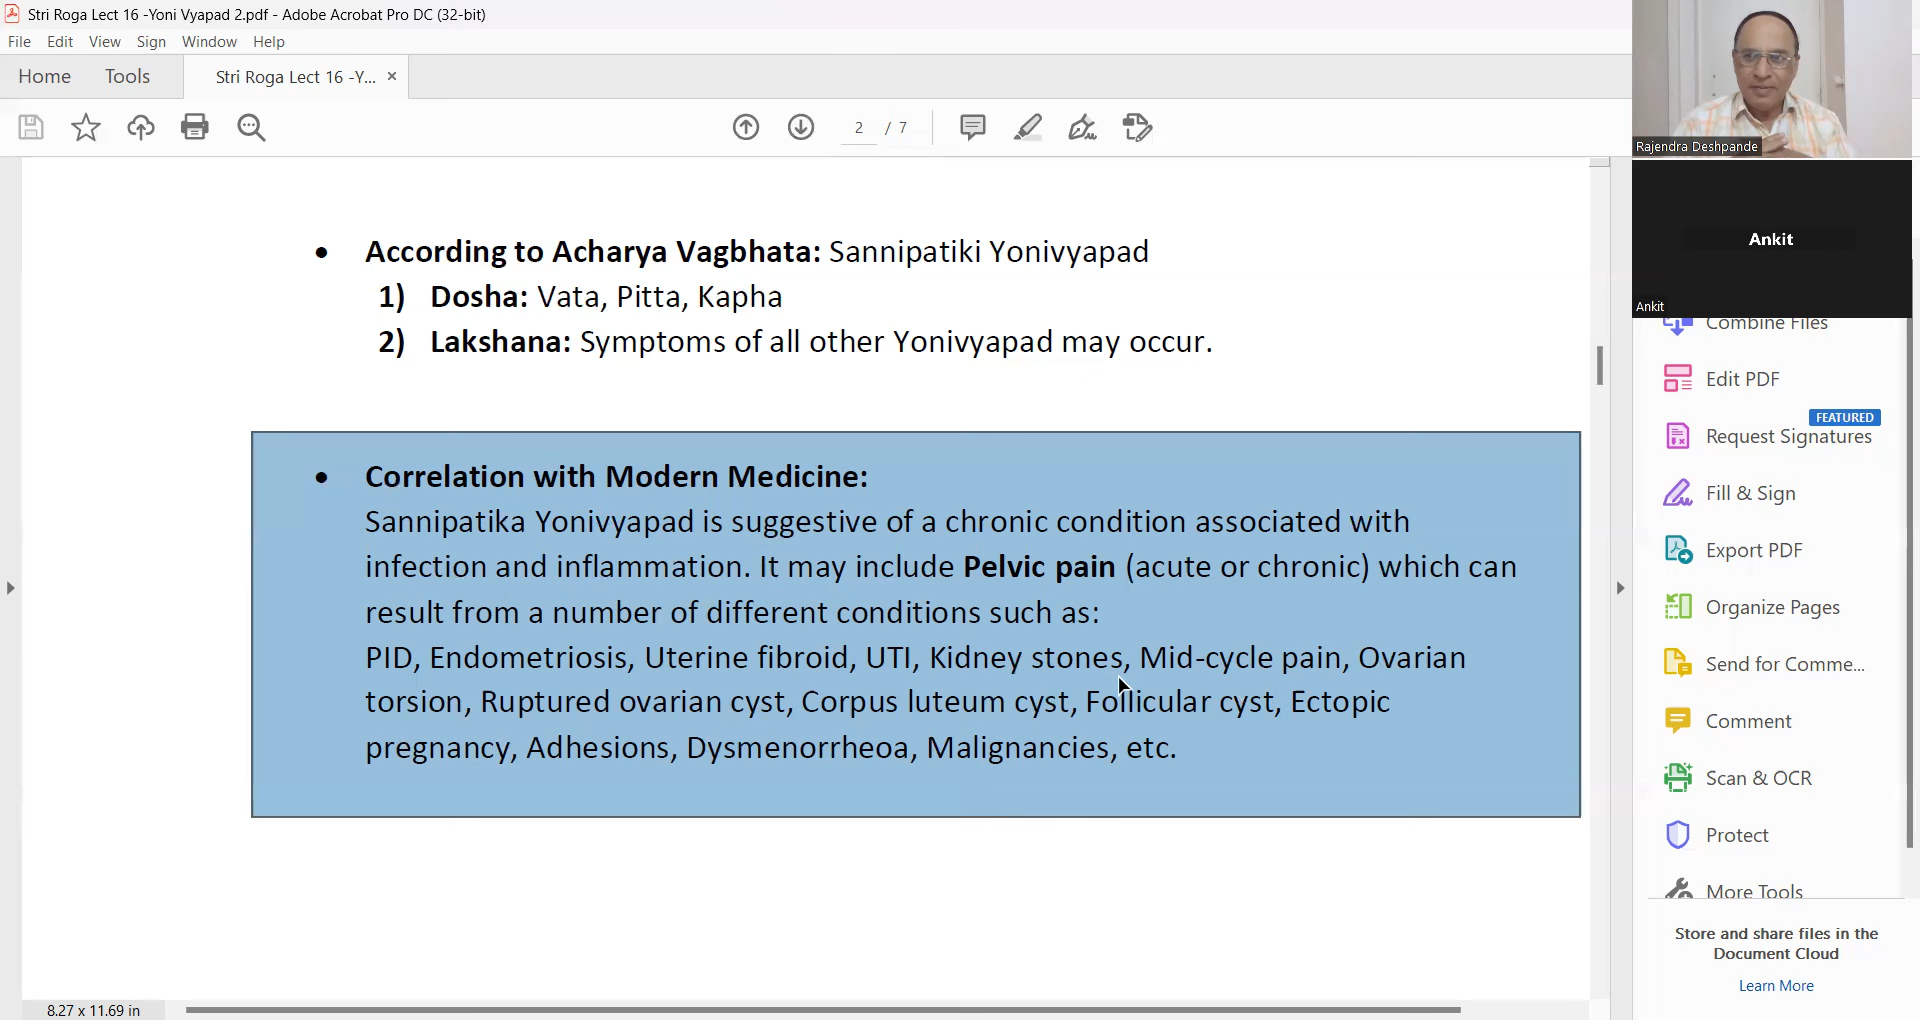 Stri Roga Lect 16 -Yoni Vyapad 2.pdf - Adobe Acrobat Pro DC (32-bit)
File Edit View Sign Window Help
Home Tools Stri Roga Lect 16 -Y... ×
2 / 7
Rajendra Deshpande
Ankit
Ankit
• According to Acharya Vagbhata: Sannipatiki Yonivyapad
1) Dosha: Vata, Pitta, Kapha
2) Lakshana: Symptoms of all other Yonivyapad may occur.
• Correlation with Modern Medicine:
Sannipatika Yonivyapad is suggestive of a chronic condition associated with
infection and inflammation. It may include Pelvic pain (acute or chronic) which can
result from a number of different conditions such as:
PID, Endometriosis, Uterine fibroid, UTI, Kidney stones, Mid-cycle pain, Ovarian
torsion, Ruptured ovarian cyst, Corpus luteum cyst, Follicular cyst, Ectopic
pregnancy, Adhesions, Dysmenorrheoa, Malignancies, etc.
Combine Files
Edit PDF
FEATURED
Request Signatures
Fill & Sign
Export PDF
Organize Pages
Send for Comme...
Comment
Scan & OCR
Protect
More Tools
Store and share files in the
Document Cloud
Learn More
8.27 x 11.69 in